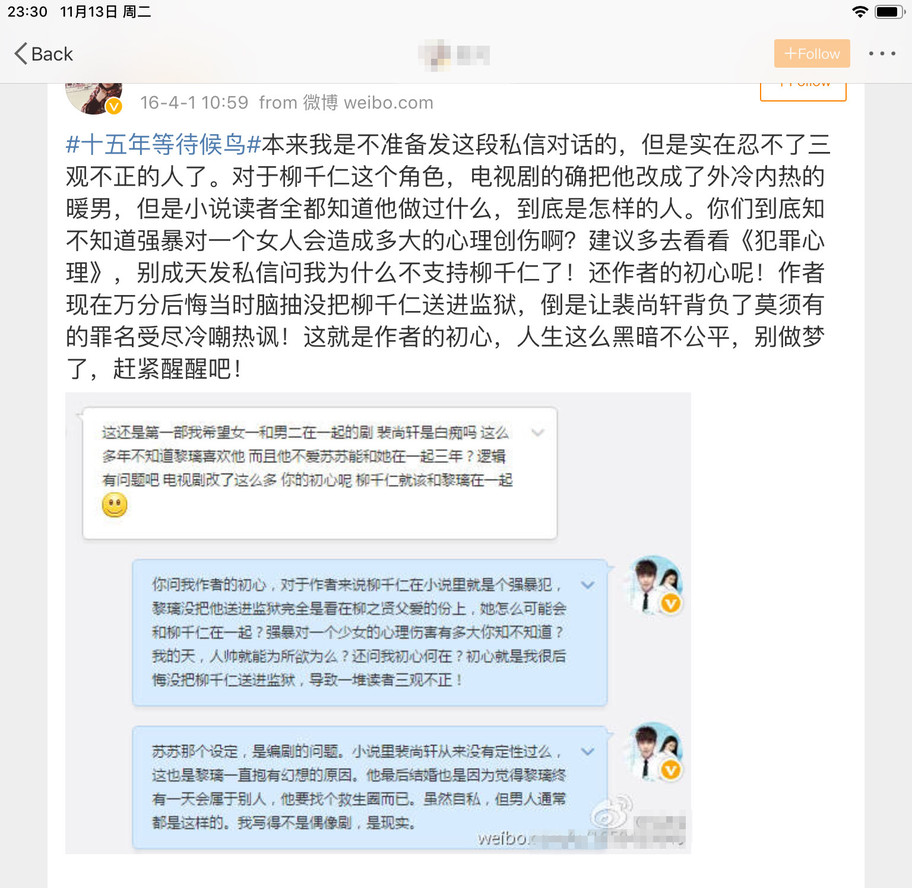 23:30 11月13日 周二
Back
+Follow
16-4-1 10:59 from 微博 weibo.com
+Follow
#十五年等待候鸟#本来我是不准备发这段私信对话的，但是实在忍不了三
观不正的人了。对于柳千仁这个角色，电视剧的确把他改成了外冷内热的
暖男，但是小说读者全都知道他做过什么，到底是怎样的人。你们到底知
不知道强暴对一个女人会造成多大的心理创伤啊？建议多去看看《犯罪心
理》，别成天发私信问我为什么不支持柳千仁了！还作者的初心呢！作者
现在万分后悔当时脑抽没把柳千仁送进监狱，倒是让裴尚轩背负了莫须有
的罪名受尽冷嘲热讽！这就是作者的初心，人生这么黑暗不公平，别做梦
了，赶紧醒醒吧！
这还是第一部我希望女一和男二在一起的剧 裴尚轩是白痴吗 这么
多年不知道黎璃喜欢他 而且他不爱苏苏能和她在一起三年？逻辑
有问题吧 电视剧改了这么多 你的初心呢 柳千仁就该和黎璃在一起
你问我作者的初心，对于作者来说柳千仁在小说里就是个强暴犯，
黎璃没把他送进监狱完全是看在柳之贤父爱的份上，她怎么可能会
和柳千仁在一起？强暴对一个少女的心理伤害有多大你知不知道？
我的天，人帅就能为所欲为么？还问我初心何在？初心就是我很后
悔没把柳千仁送进监狱，导致一堆读者三观不正！
苏苏那个设定，是编剧的问题。小说里裴尚轩从来没有定性过么，
这也是黎璃一直抱有幻想的原因。他最后结婚也是因为觉得黎璃终
有一天会属于别人，他要找个救生圈而已。虽然自私，但男人通常
都是这样的。我写得不是偶像剧，是现实。
weibo.